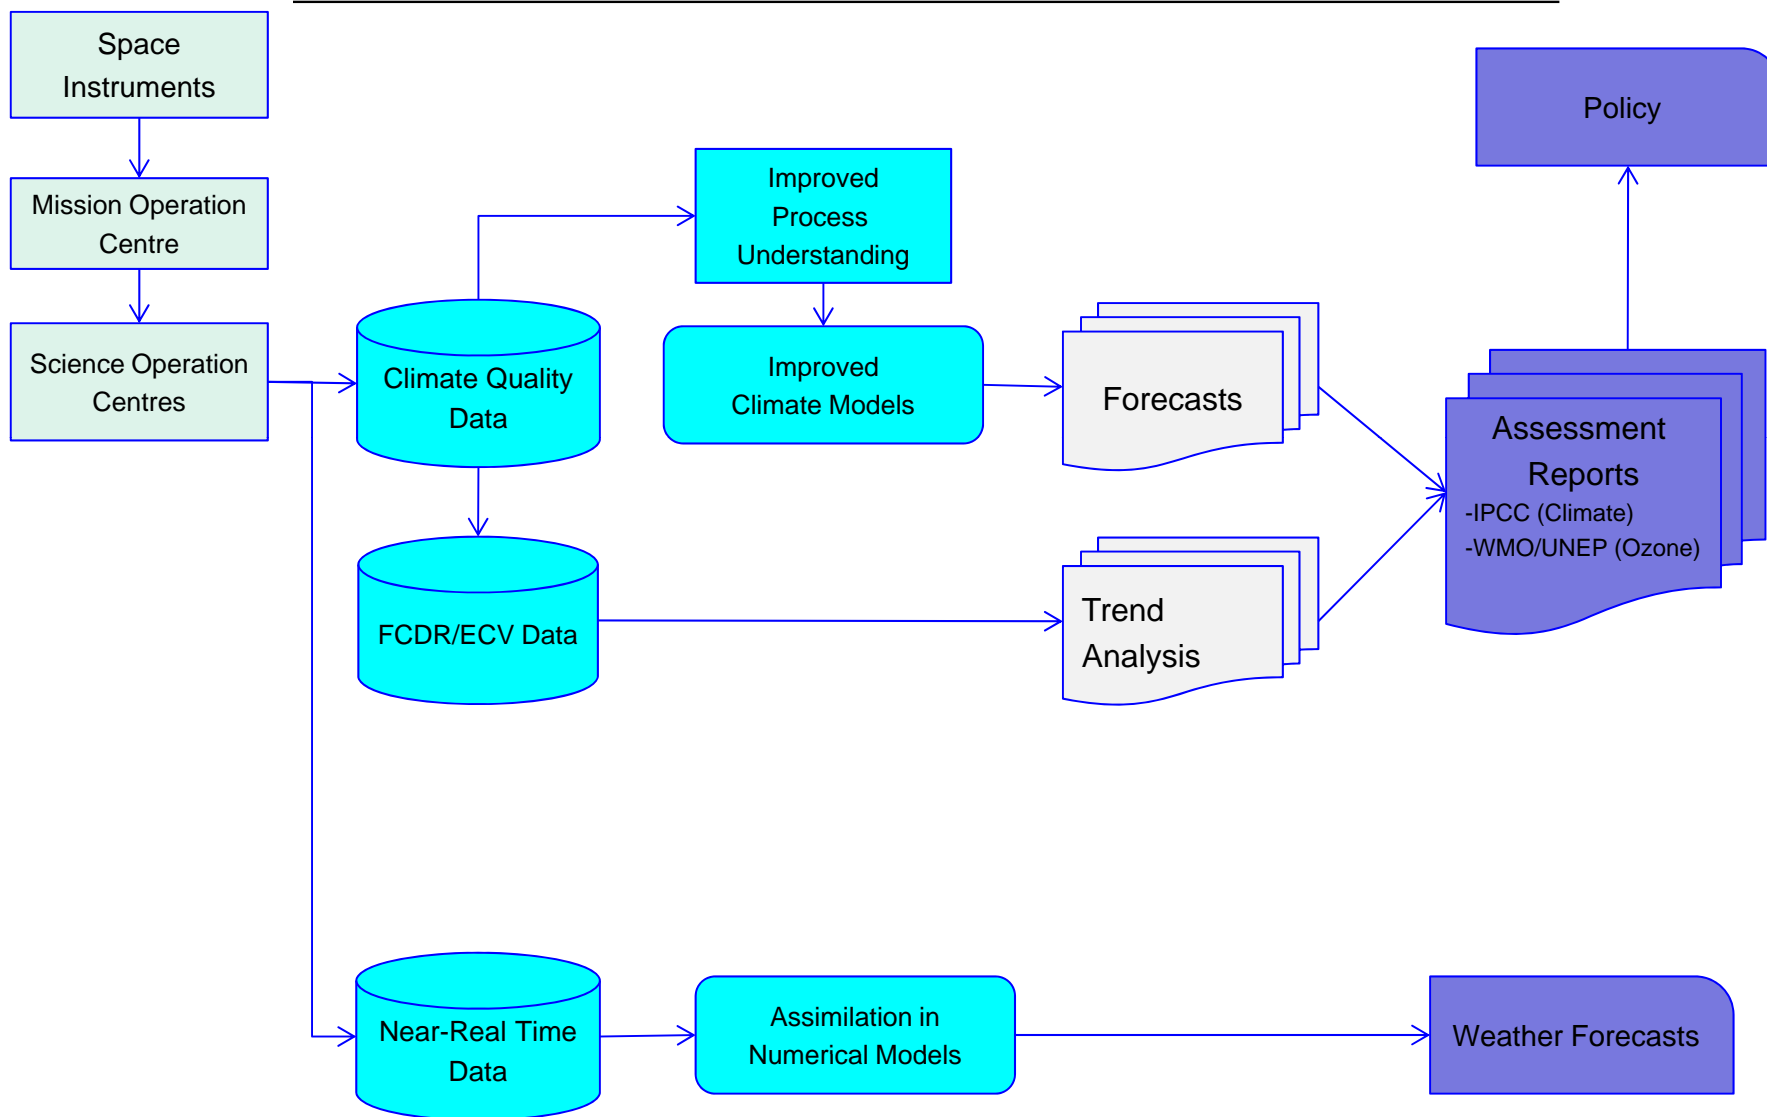 Space
Instruments
Policy
Mission Operation
Centre
Improved
Process
Understanding
Science Operation
Centres
Climate Quality
Data
Improved
Climate Models
Forecasts
Assessment
Reports
-IPCC (Climate)
-WMO/UNEP (Ozone)
FCDR/ECV Data
Trend
Analysis
Near-Real Time
Data
Assimilation in
Numerical Models
Weather Forecasts